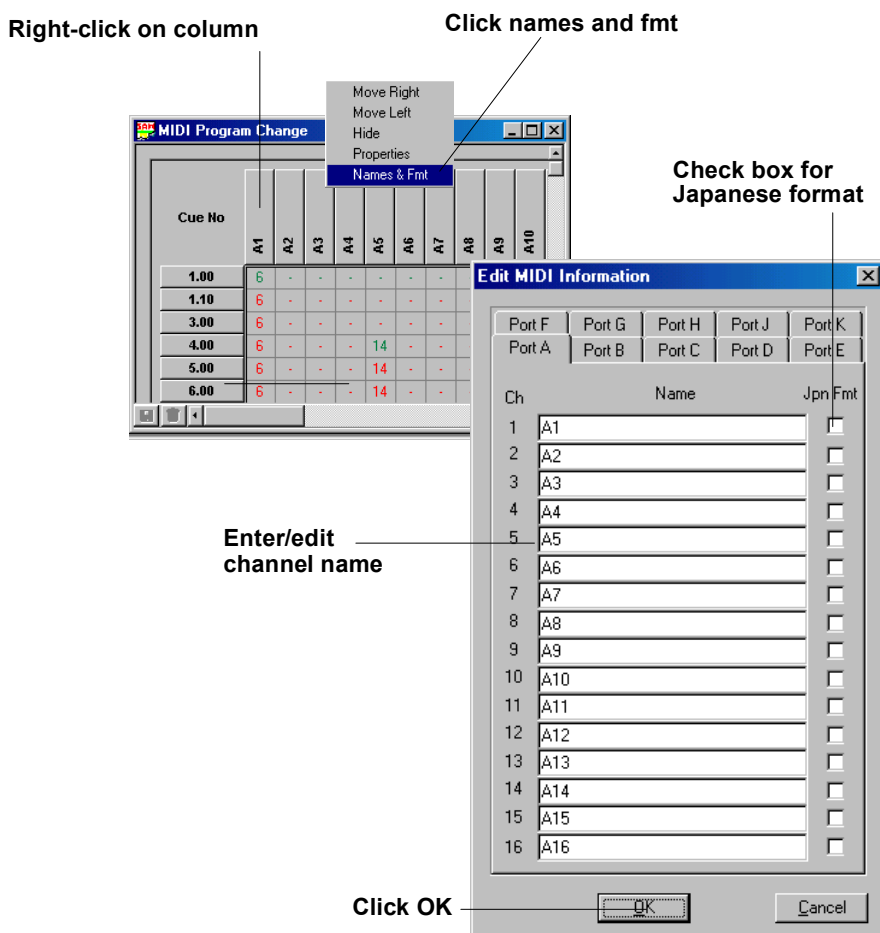 Right-click on column
Click names and fmt
Move Right
Move Left
Hide
Properties
Names & Fmt
MIDI Program Change
Check box for
Japanese format
Cue No
A1 A2 A3 A4 A5 A6 A7 A8 A9 A10
1.00 6 - - - - - -
1.10 6 - - - - - -
3.00 6 - - - - - -
4.00 6 - - - 14 - -
5.00 6 - - - 14 - -
6.00 6 - - - 14 - -
Edit MIDI Information
Port F Port G Port H Port J Port K
Port A Port B Port C Port D Port E
Ch Name Jpn Fmt
1 A1
2 A2
3 A3
4 A4
5 A5
6 A6
7 A7
8 A8
9 A9
10 A10
11 A11
12 A12
13 A13
14 A14
15 A15
16 A16
Enter/edit
channel name
Click OK
OK Cancel